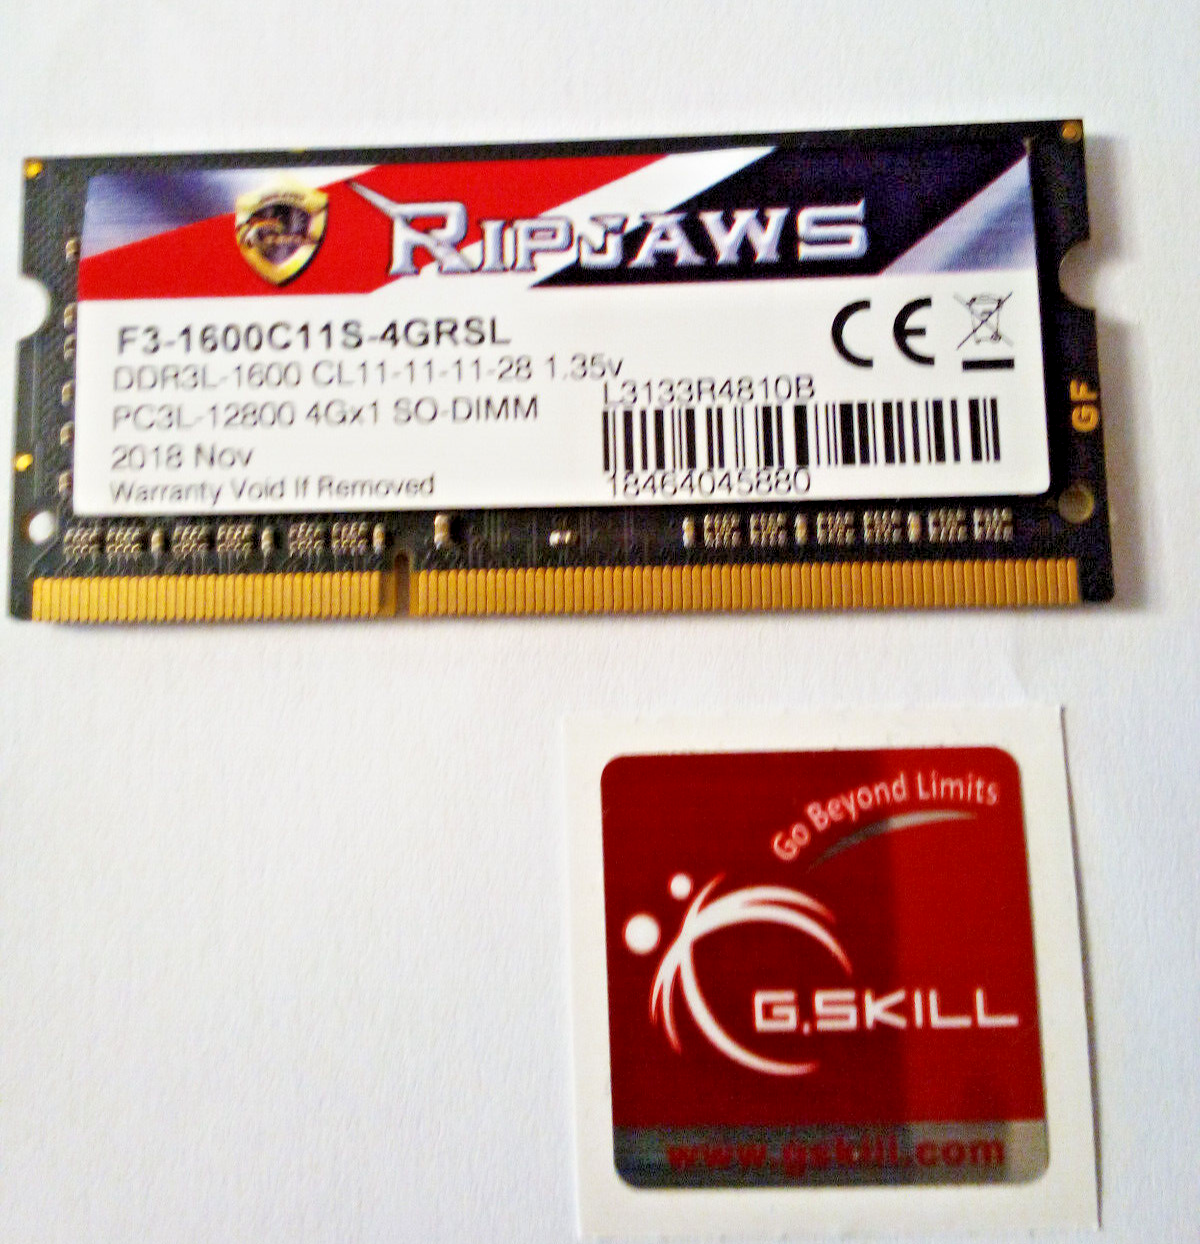 RIPJAWS
F3-1600C11S-4GRSL
DDR3L-1600 CL11-11-11-28 1.35v
PC3L-12800 4Gx1 SO-DIMM
2018 Nov
Warranty Void If Removed
CE
L3133R4810B
18464045880
GF
Go Beyond Limits
G.SKILL
www.gskill.com